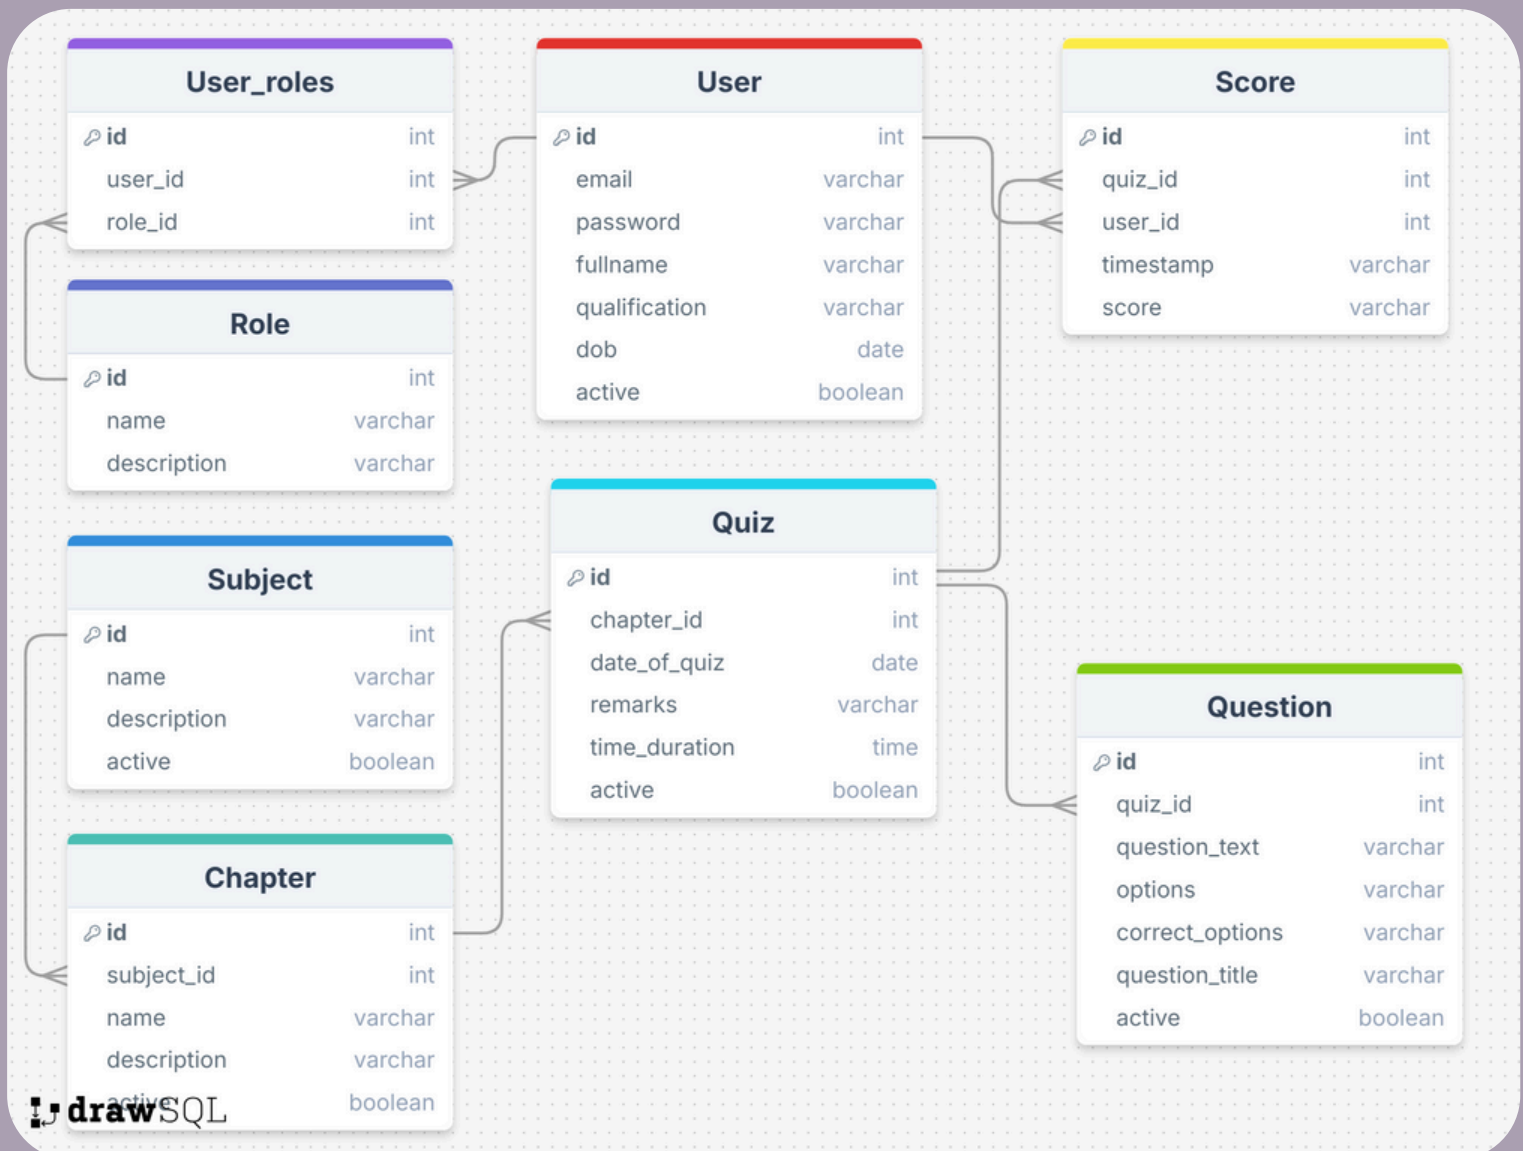 User_roles
id int
user_id int
role_id int
Role
id int
name varchar
description varchar
Subject
id int
name varchar
description varchar
active boolean
Chapter
id int
subject_id int
name varchar
description varchar
active boolean
drawSQL
User
id int
email varchar
password varchar
fullname varchar
qualification varchar
dob date
active boolean
Quiz
id int
chapter_id int
date_of_quiz date
remarks varchar
time_duration time
active boolean
Score
id int
quiz_id int
user_id int
timestamp varchar
score varchar
Question
id int
quiz_id int
question_text varchar
options varchar
correct_options varchar
question_title varchar
active boolean